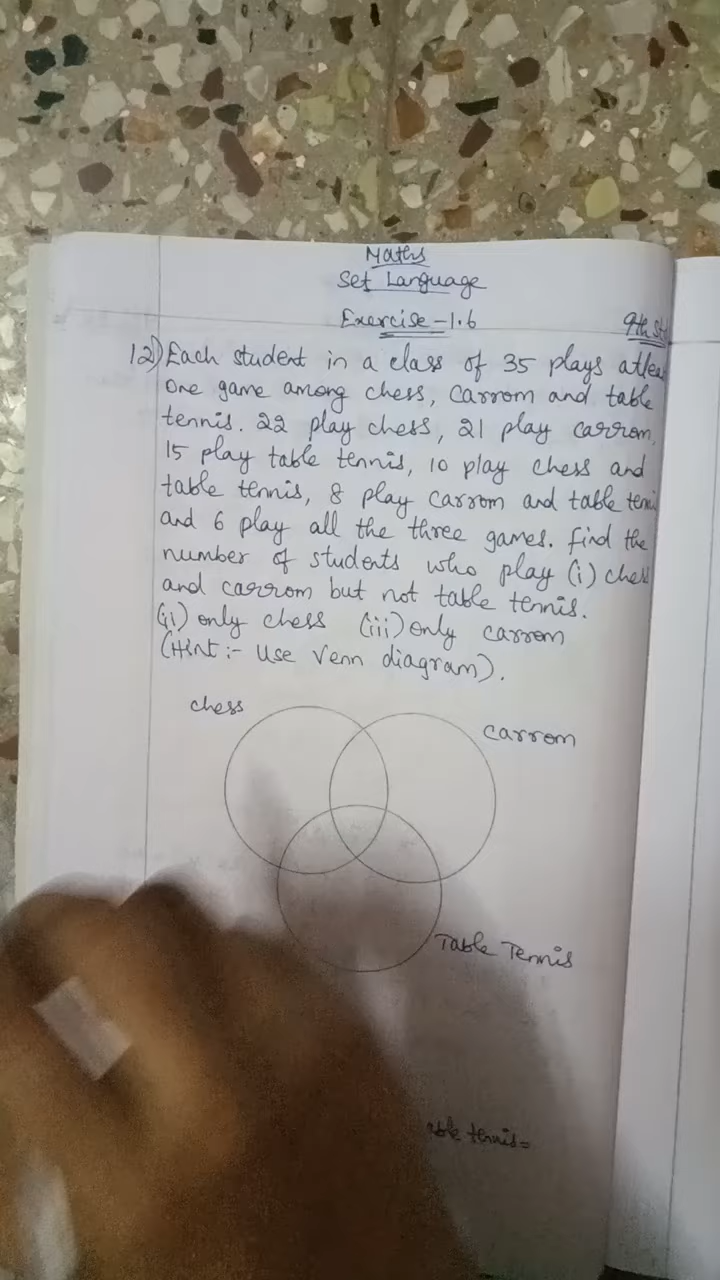 Maths
Set Language
Exercise - 1.6
9th
12) Each student in a class of 35 plays
one game among chess, carrom and table
tennis. 22 play chess, 21 play carrom,
15 play table tennis, 10 play chess and
table tennis, 8 play carrom and table
and 6 play all the three games. find the
number of students who play (i) chess
and carrom but not table tennis.
(ii) only chess (iii) only carrom
(Hint :- Use Venn diagram).
chess
Carrom
Table Tennis
tennis =